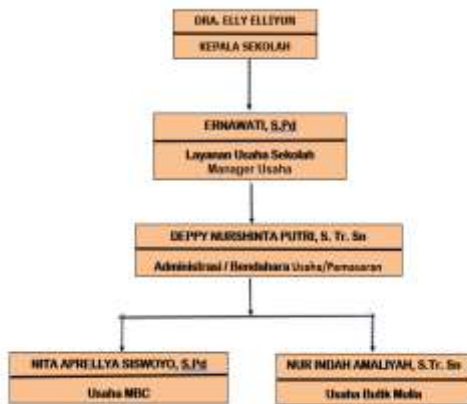 DRA. ELLY ELLIYUN
KEPALA SEKOLAH
ERNAWATI, S.Pd
Layanan Usaha Sekolah
Manager Usaha
DEPPY NURSHINTA PUTRI, S. Tr. Sn
Administrasi / Bendahara Usaha/Pemasaran
NITA APRELLYA SISWOYO, S.Pd
Usaha MBC
NUR INDAH AMALIYAH, S.Tr. Sn
Usaha Butik Mulia